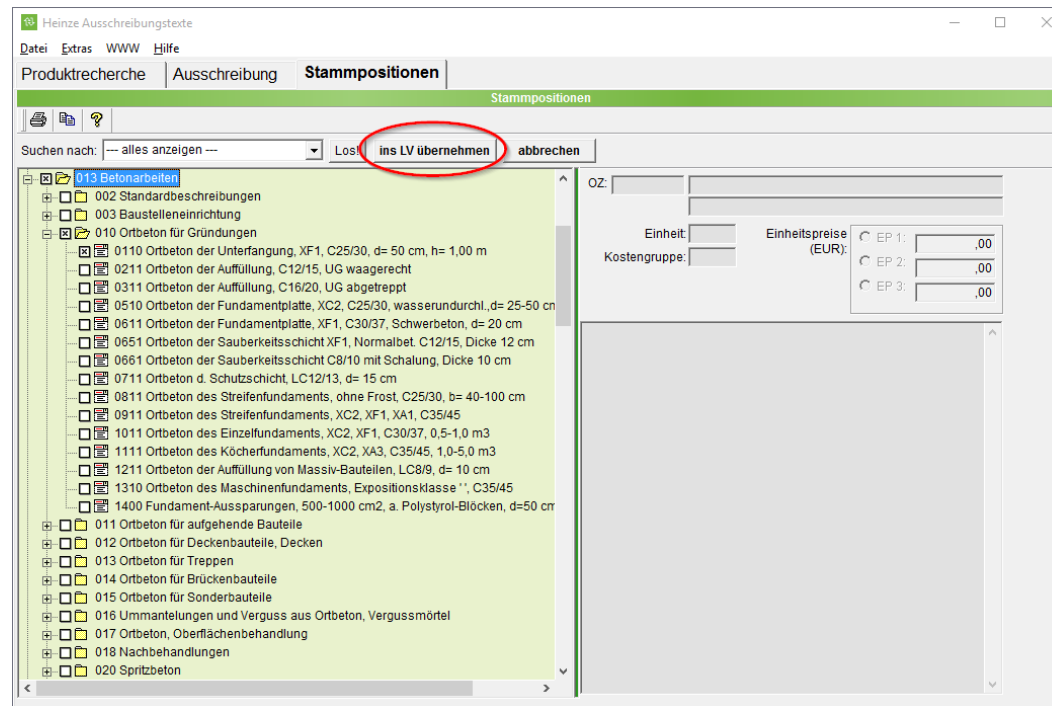 Heinze Ausschreibungstexte
Datei Extras WWW Hilfe
Produktrecherche Ausschreibung Stammpositionen
Stammpositionen
Suchen nach: --- alles anzeigen --- Los! ins LV übernehmen abbrechen
013 Betonarbeiten
002 Standardbeschreibungen
003 Baustelleneinrichtung
010 Ortbeton für Gründungen
0110 Ortbeton der Unterfangung, XF1, C25/30, d= 50 cm, h= 1,00 m
0211 Ortbeton der Auffüllung, C12/15, UG waagerecht
0311 Ortbeton der Auffüllung, C16/20, UG abgetreppt
0510 Ortbeton der Fundamentplatte, XC2, C25/30, wasserundurchl.,d= 25-50 cm
0611 Ortbeton der Fundamentplatte, XF1, C30/37, Schwerbeton, d= 20 cm
0651 Ortbeton der Sauberkeitsschicht XF1, Normalbet. C12/15, Dicke 12 cm
0661 Ortbeton der Sauberkeitsschicht C8/10 mit Schalung, Dicke 10 cm
0711 Ortbeton d. Schutzschicht, LC12/13, d= 15 cm
0811 Ortbeton des Streifenfundaments, ohne Frost, C25/30, b= 40-100 cm
0911 Ortbeton des Streifenfundaments, XC2, XF1, XA1, C35/45
1011 Ortbeton des Einzelfundaments, XC2, XF1, C30/37, 0,5-1,0 m3
1111 Ortbeton des Köcherfundaments, XC2, XA3, C35/45, 1,0-5,0 m3
1211 Ortbeton der Auffüllung von Massiv-Bauteilen, LC8/9, d= 10 cm
1310 Ortbeton des Maschinenfundaments, Expositionsklasse ' ', C35/45
1400 Fundament-Aussparungen, 500-1000 cm2, a. Polystyrol-Blöcken, d=50 cm
011 Ortbeton für aufgehende Bauteile
012 Ortbeton für Deckenbauteile, Decken
013 Ortbeton für Treppen
014 Ortbeton für Brückenbauteile
015 Ortbeton für Sonderbauteile
016 Ummantelungen und Verguss aus Ortbeton, Vergussmörtel
017 Ortbeton, Oberflächenbehandlung
018 Nachbehandlungen
020 Spritzbeton
OZ:
Einheit:
Kostengruppe:
Einheitspreise (EUR):
EP 1: ,00
EP 2: ,00
EP 3: ,00